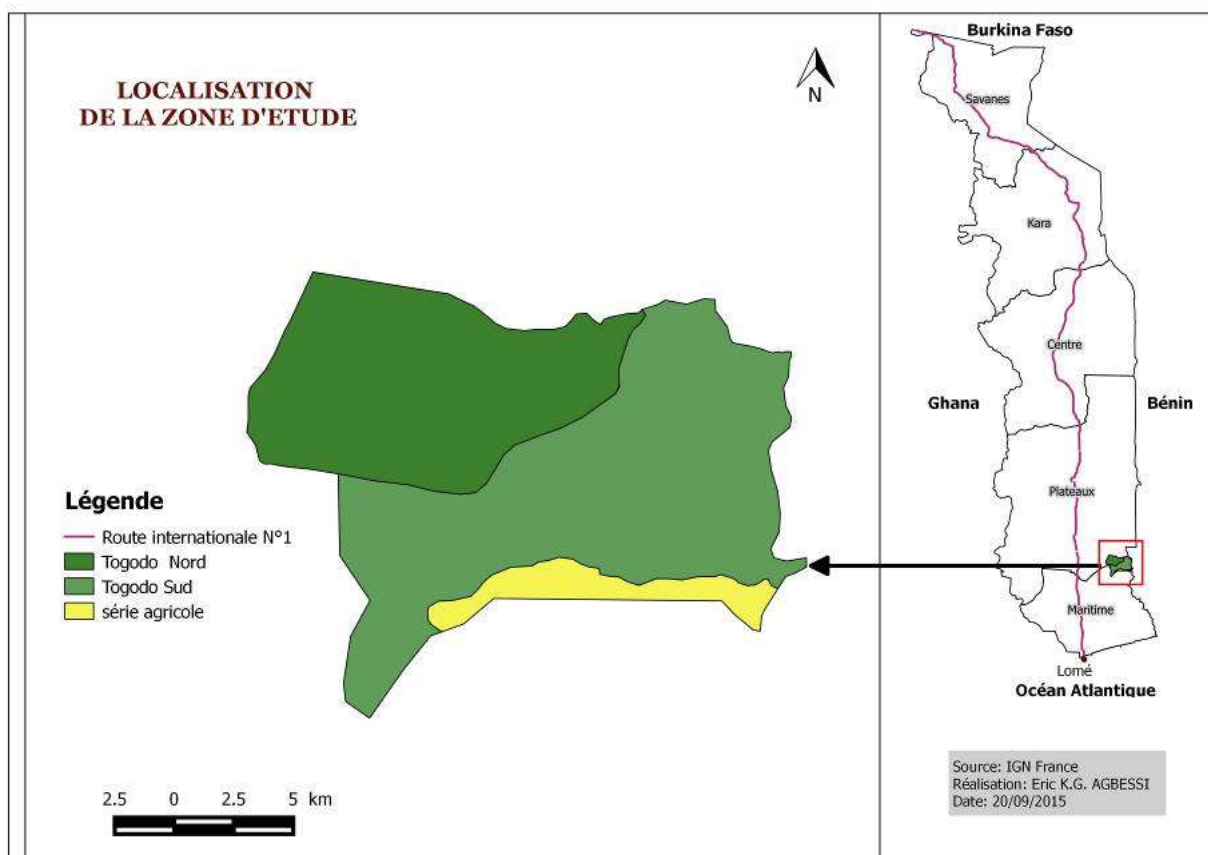 LOCALISATION
DE LA ZONE D'ETUDE
N
Légende
Route internationale N°1
Togodo Nord
Togodo Sud
série agricole
2.5 0 2.5 5 km
Burkina Faso
Savanes
Kara
Centre
Ghana
Bénin
Plateaux
Maritime
Lomé
Océan Atlantique
Source: IGN France
Réalisation: Eric K.G. AGBESSI
Date: 20/09/2015